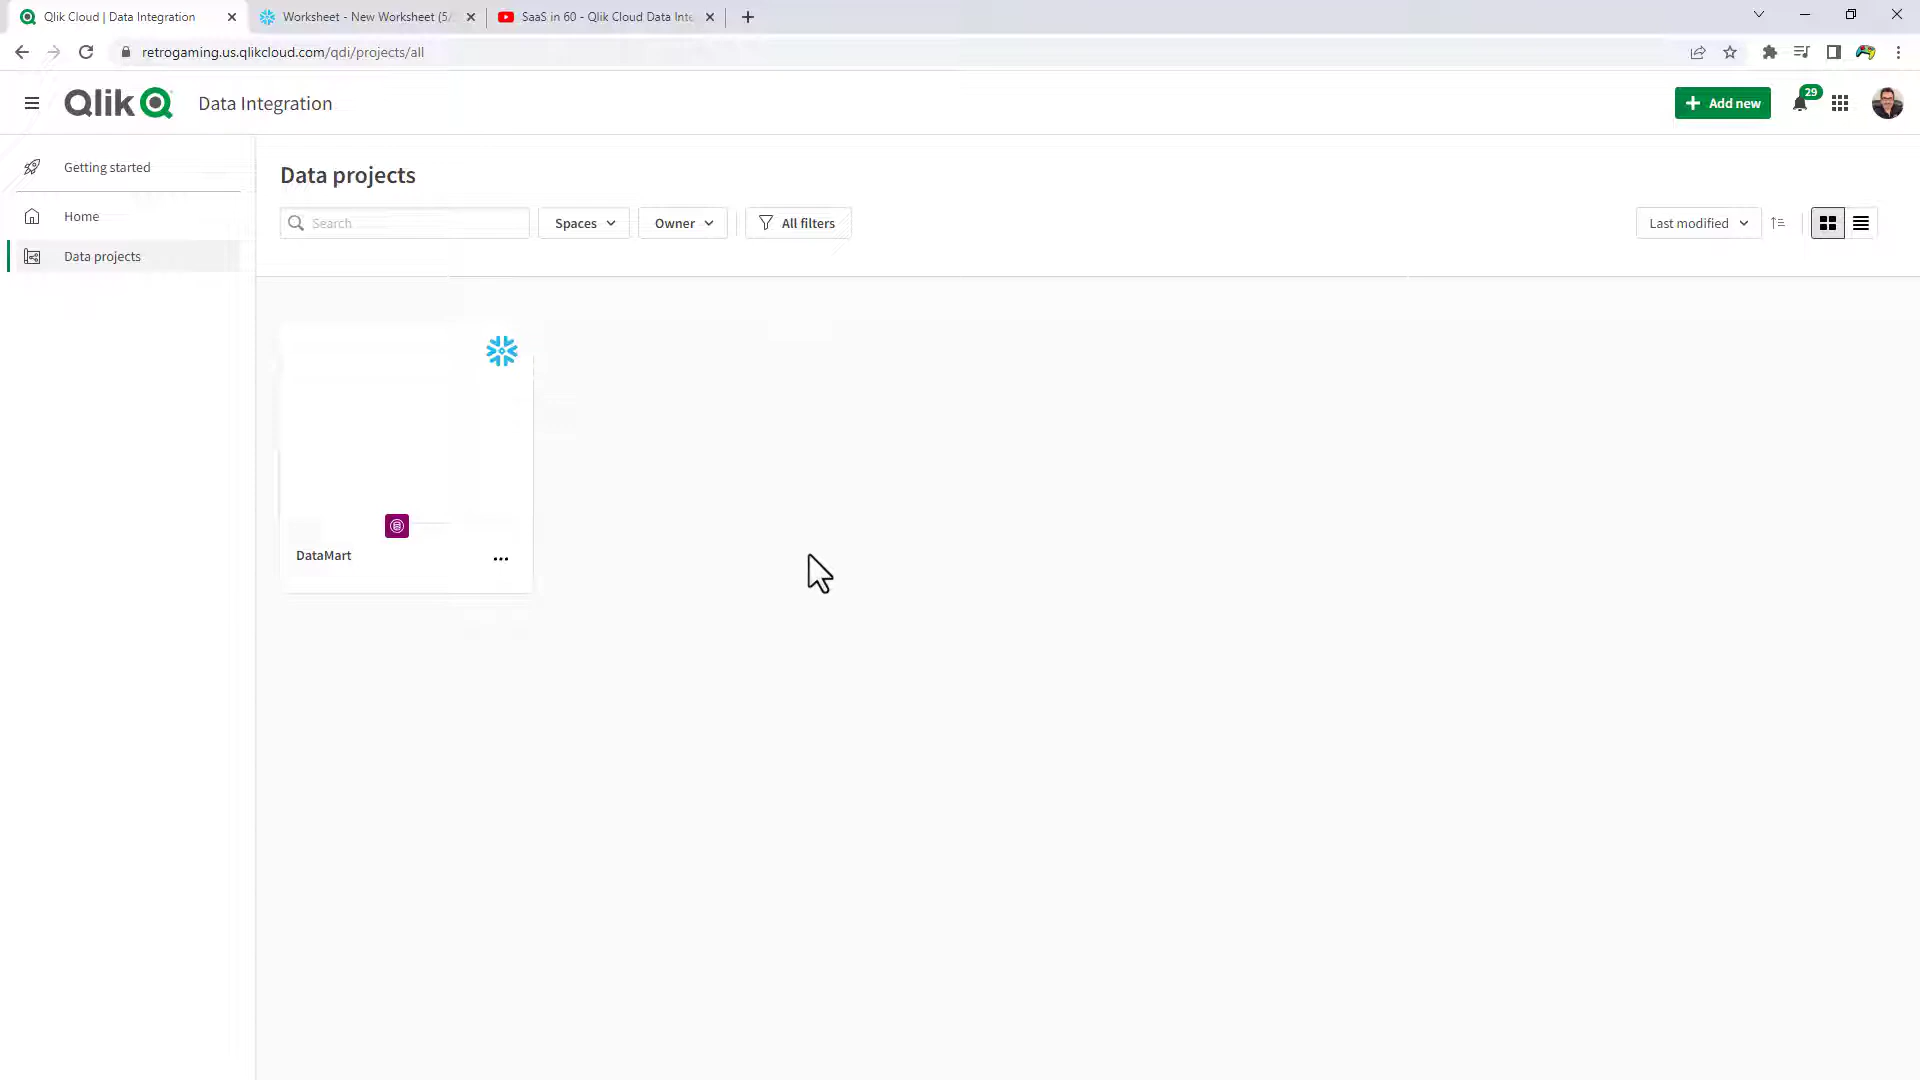 Qlik Cloud | Data Integration
Worksheet - New Worksheet (5/
SaaS in 60 - Qlik Cloud Data Inte
retrogaming.us.qlikcloud.com/qdi/projects/all
Qlik
Data Integration
Add new
29
Getting started
Home
Data projects
Data projects
Search
Spaces
Owner
All filters
Last modified
DataMart